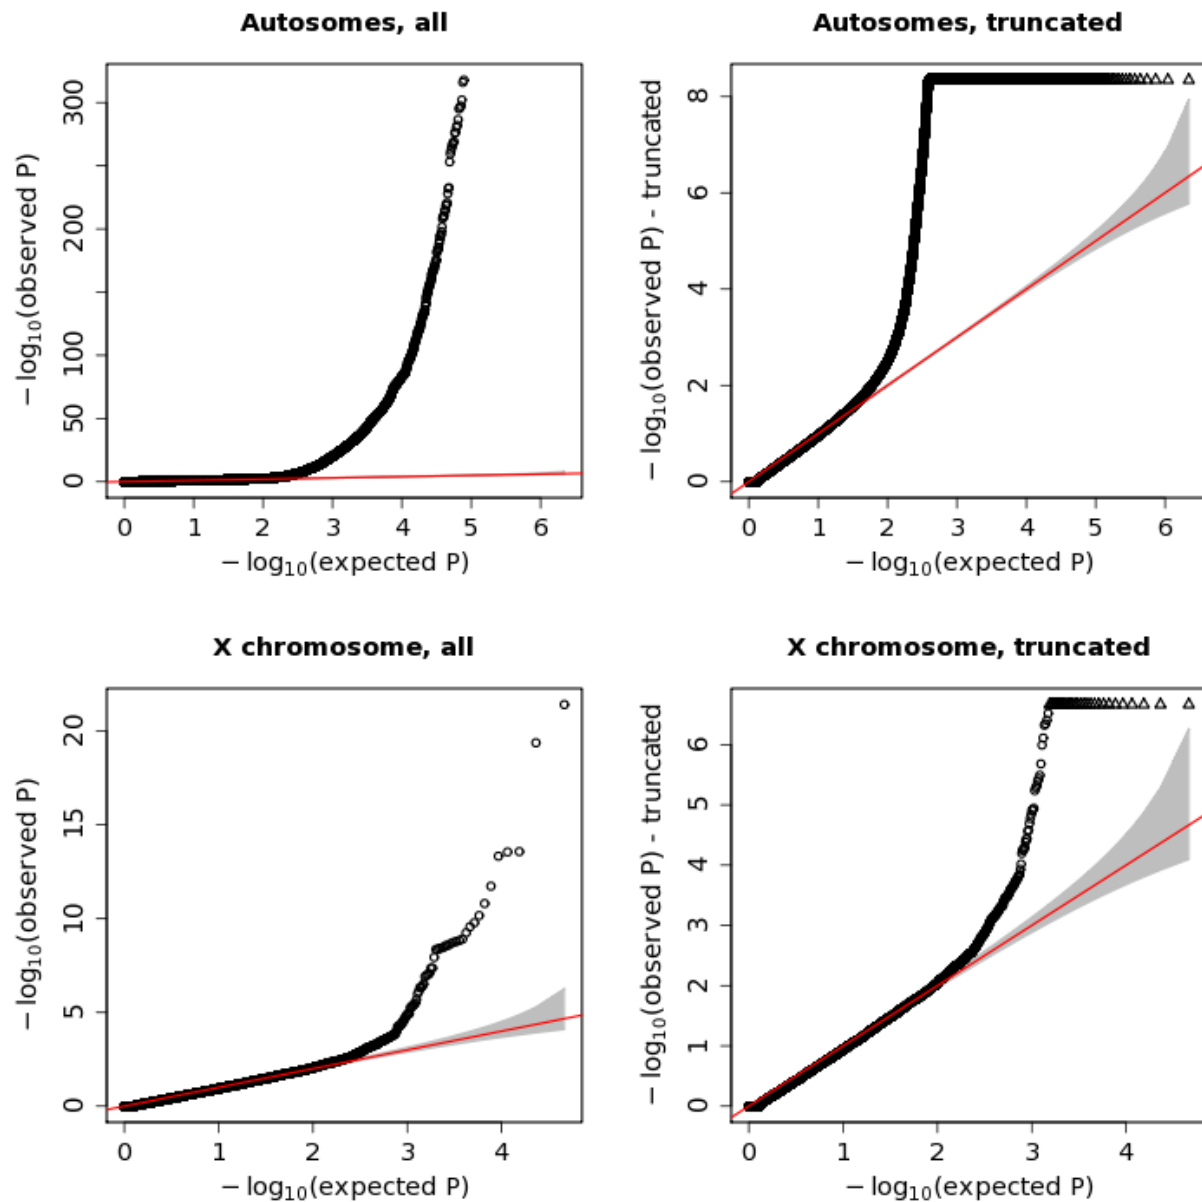 Autosomes, all
− log₁₀(observed P)
300
200
100
50
0
0 1 2 3 4 5 6
− log₁₀(expected P)
Autosomes, truncated
− log₁₀(observed P) - truncated
8
6
4
2
0
0 1 2 3 4 5 6
− log₁₀(expected P)
X chromosome, all
− log₁₀(observed P)
20
15
10
5
0
0 1 2 3 4
− log₁₀(expected P)
X chromosome, truncated
− log₁₀(observed P) - truncated
6
5
4
3
2
1
0
0 1 2 3 4
− log₁₀(expected P)